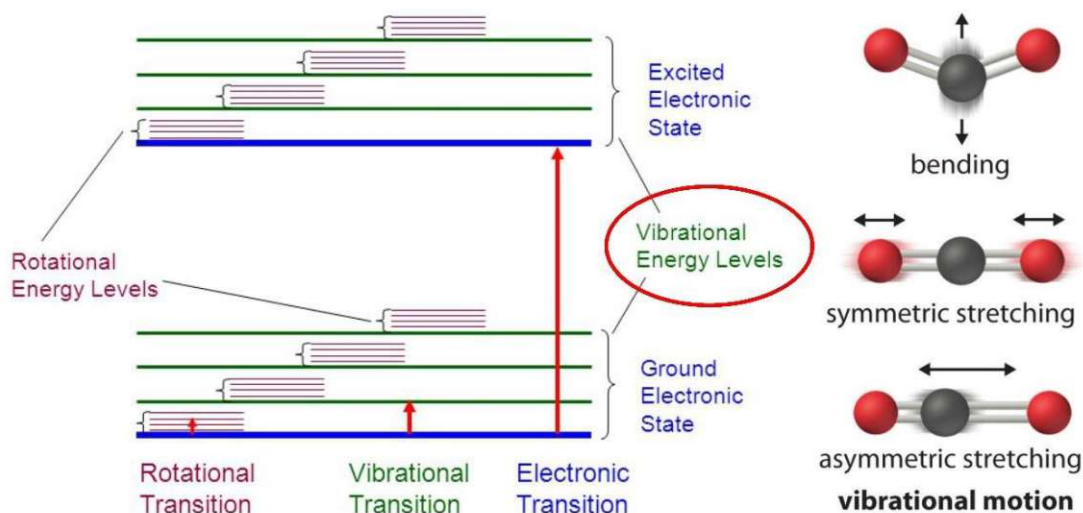 Excited
Electronic
State
bending
Rotational
Energy Levels
Vibrational
Energy Levels
symmetric stretching
Ground
Electronic
State
asymmetric stretching
Rotational
Transition
Vibrational
Transition
Electronic
Transition
vibrational motion